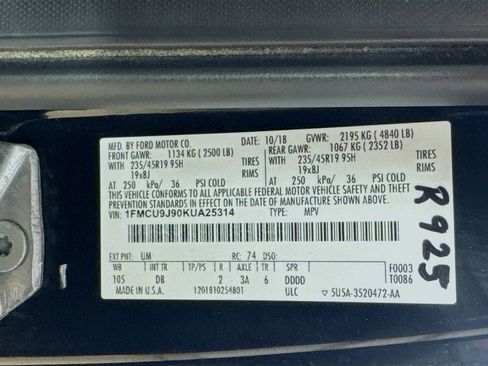 MFD. BY FORD MOTOR CO. 10/18 GVWR: 2195 KG ( 4840 LB)
FRONT GAWR: 1134 KG ( 2500 LB) REAR GAWR: 1067 KG ( 2352 LB)
235/45R19 95H TIRES WITH 235/45R19 95H TIRES
19x8J RIMS 19x8J RIMS
AT 250 kPa/ 36 PSI COLD AT 250 kPa/ 36 PSI COLD
THIS VEHICLE CONFORMS TO ALL APPLICABLE FEDERAL MOTOR VEHICLE SAFETY AND THEFT
PREVENTION STANDARDS IN EFFECT ON THE DATE OF MANUFACTURE SHOWN ABOVE.
VIN: 1FMCU9J90KUA25314 TYPE: MPV
EXT PNT: UM RC: 74 DSO:
WB INT TR TP/PS R AXLE TR SPR F0003
105 DB 2 3A 6 DDDD T0086
MADE IN U.S.A. 1201810254801 ULC ▽ 5U5A-3520472-AA
R925